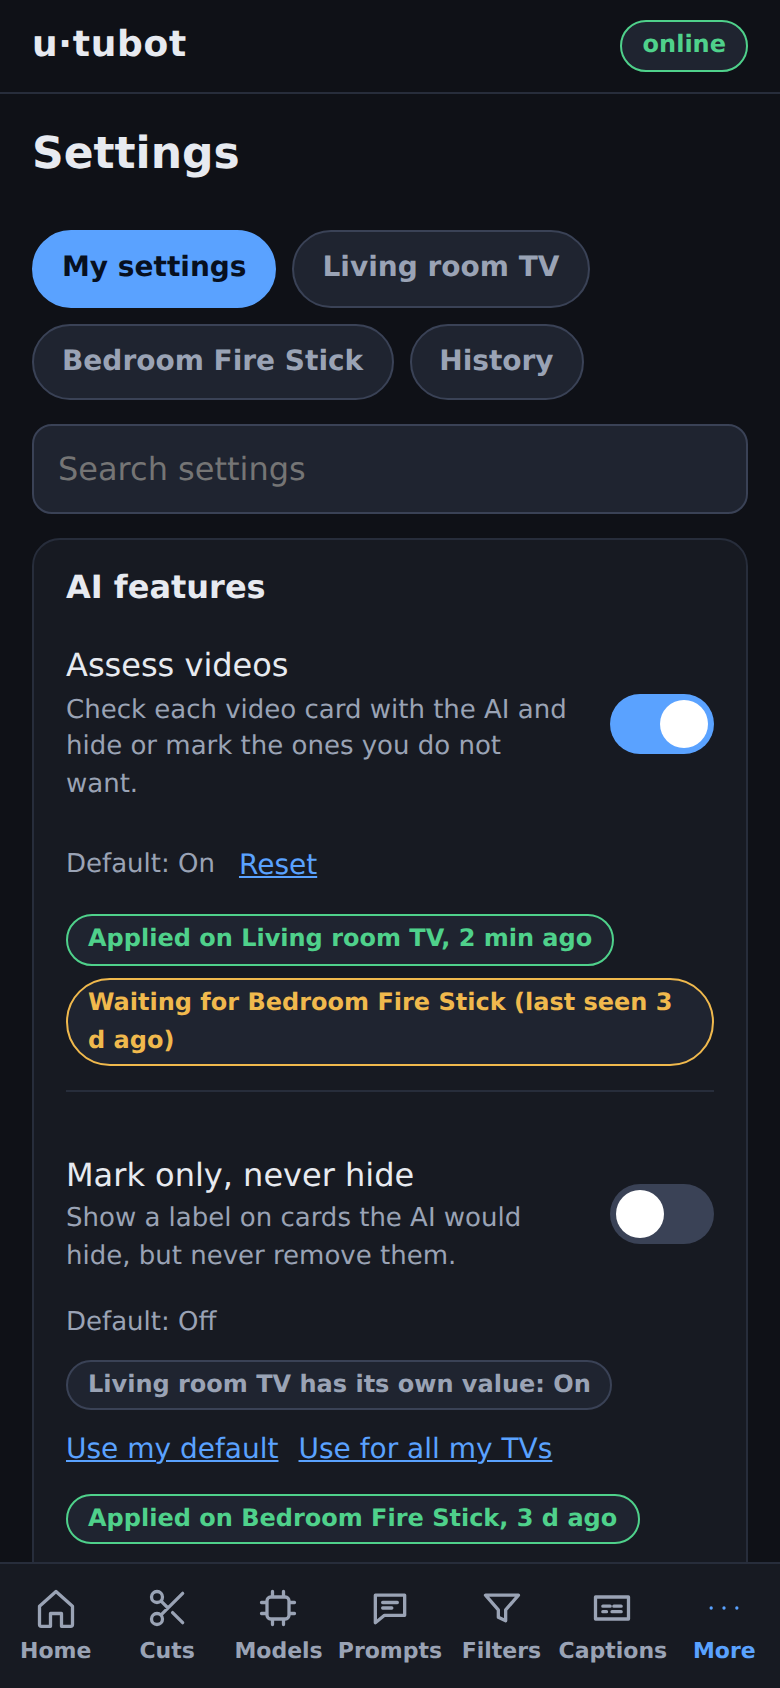 u·tubot
online
Settings
My settings
Living room TV
Bedroom Fire Stick
History
Search settings
AI features
Assess videos
Check each video card with the AI and
hide or mark the ones you do not
want.
Default: On Reset
Applied on Living room TV, 2 min ago
Waiting for Bedroom Fire Stick (last seen 3
d ago)
Mark only, never hide
Show a label on cards the AI would
hide, but never remove them.
Default: Off
Living room TV has its own value: On
Use my default Use for all my TVs
Applied on Bedroom Fire Stick, 3 d ago
Home Cuts Models Prompts Filters Captions More